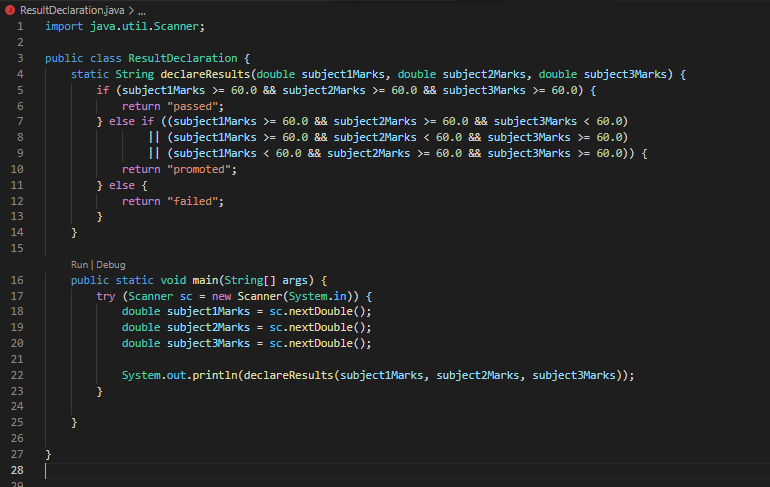 ResultDeclaration.java > ...
1 import java.util.Scanner;
2
3 public class ResultDeclaration {
4     static String declareResults(double subject1Marks, double subject2Marks, double subject3Marks) {
5         if (subject1Marks >= 60.0 && subject2Marks >= 60.0 && subject3Marks >= 60.0) {
6             return "passed";
7         } else if ((subject1Marks >= 60.0 && subject2Marks >= 60.0 && subject3Marks < 60.0)
8                 || (subject1Marks >= 60.0 && subject2Marks < 60.0 && subject3Marks >= 60.0)
9                 || (subject1Marks < 60.0 && subject2Marks >= 60.0 && subject3Marks >= 60.0)) {
10             return "promoted";
11         } else {
12             return "failed";
13         }
14     }
15
Run | Debug
16     public static void main(String[] args) {
17         try (Scanner sc = new Scanner(System.in)) {
18             double subject1Marks = sc.nextDouble();
19             double subject2Marks = sc.nextDouble();
20             double subject3Marks = sc.nextDouble();
21
22             System.out.println(declareResults(subject1Marks, subject2Marks, subject3Marks));
23         }
24
25     }
26
27 }
28
29